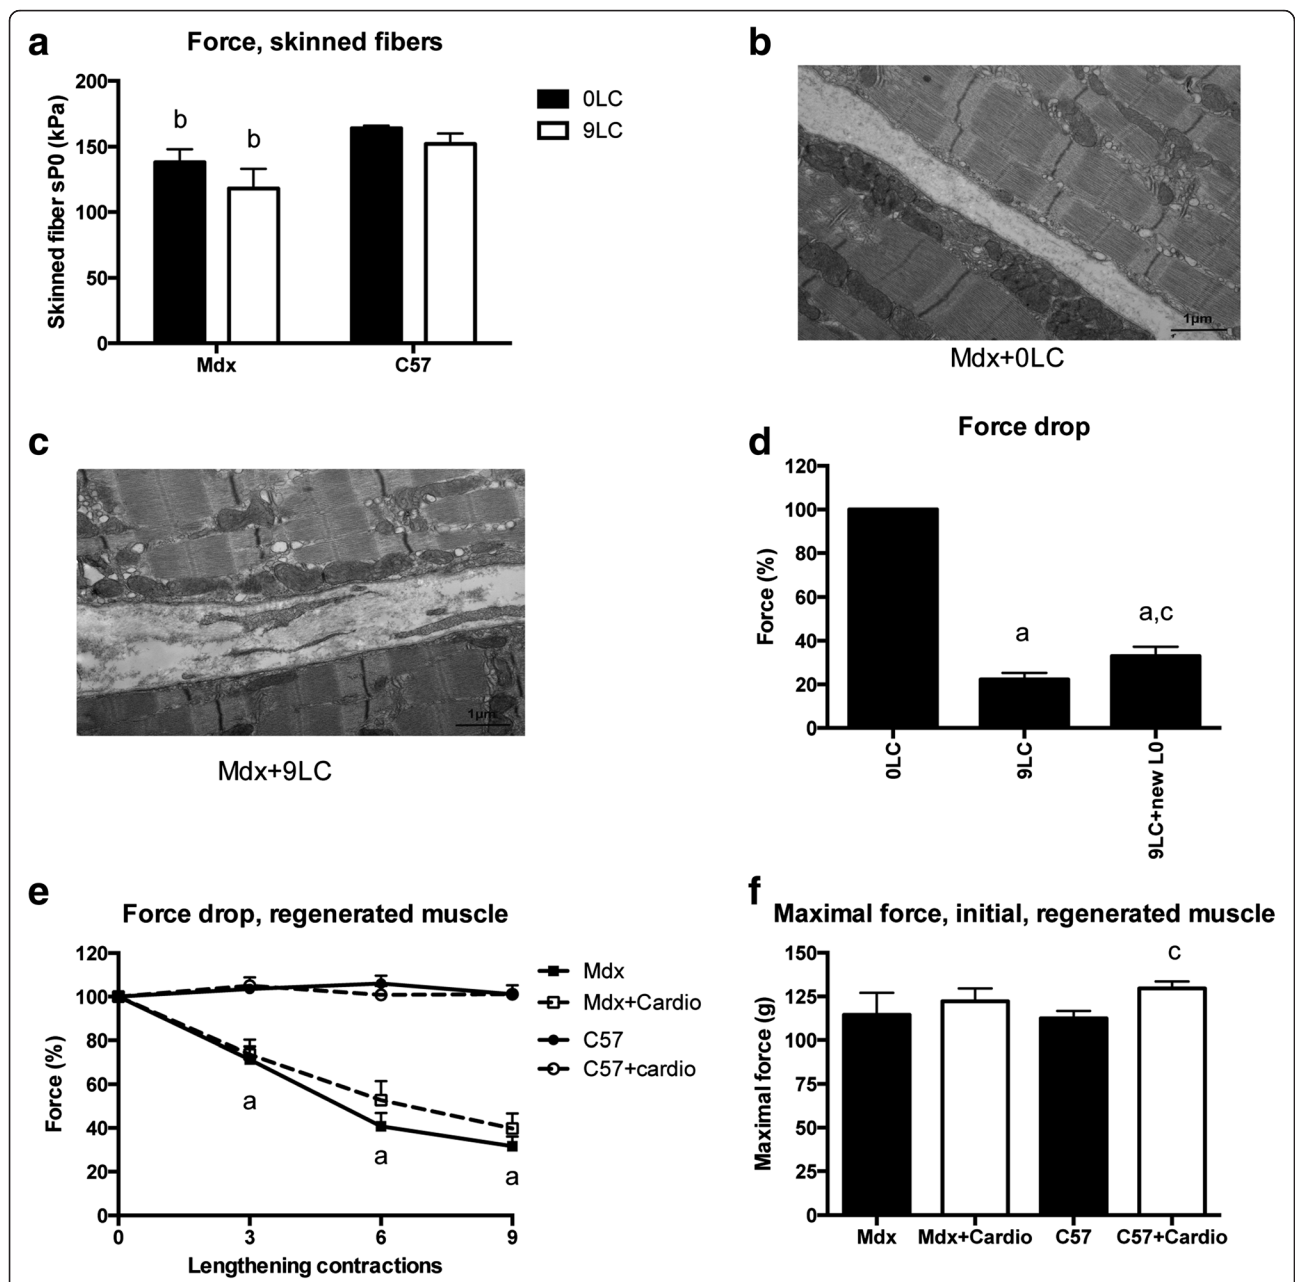 a
Force, skinned fibers
Skinned fiber sP0 (kPa)
200
150
100
50
0
b
b
Mdx
C57
0LC
9LC
b
1µm
Mdx+0LC
c
1µm
Mdx+9LC
d
Force drop
Force (%)
120
100
80
60
40
20
0
a
a,c
0LC
9LC
9LC+new L0
e
Force drop, regenerated muscle
Force (%)
120
100
80
60
40
20
0
a
a
a
0
3
6
9
Lengthening contractions
Mdx
Mdx+Cardio
C57
C57+cardio
f
Maximal force, initial, regenerated muscle
Maximal force (g)
150
125
100
75
50
25
0
c
Mdx
Mdx+Cardio
C57
C57+Cardio